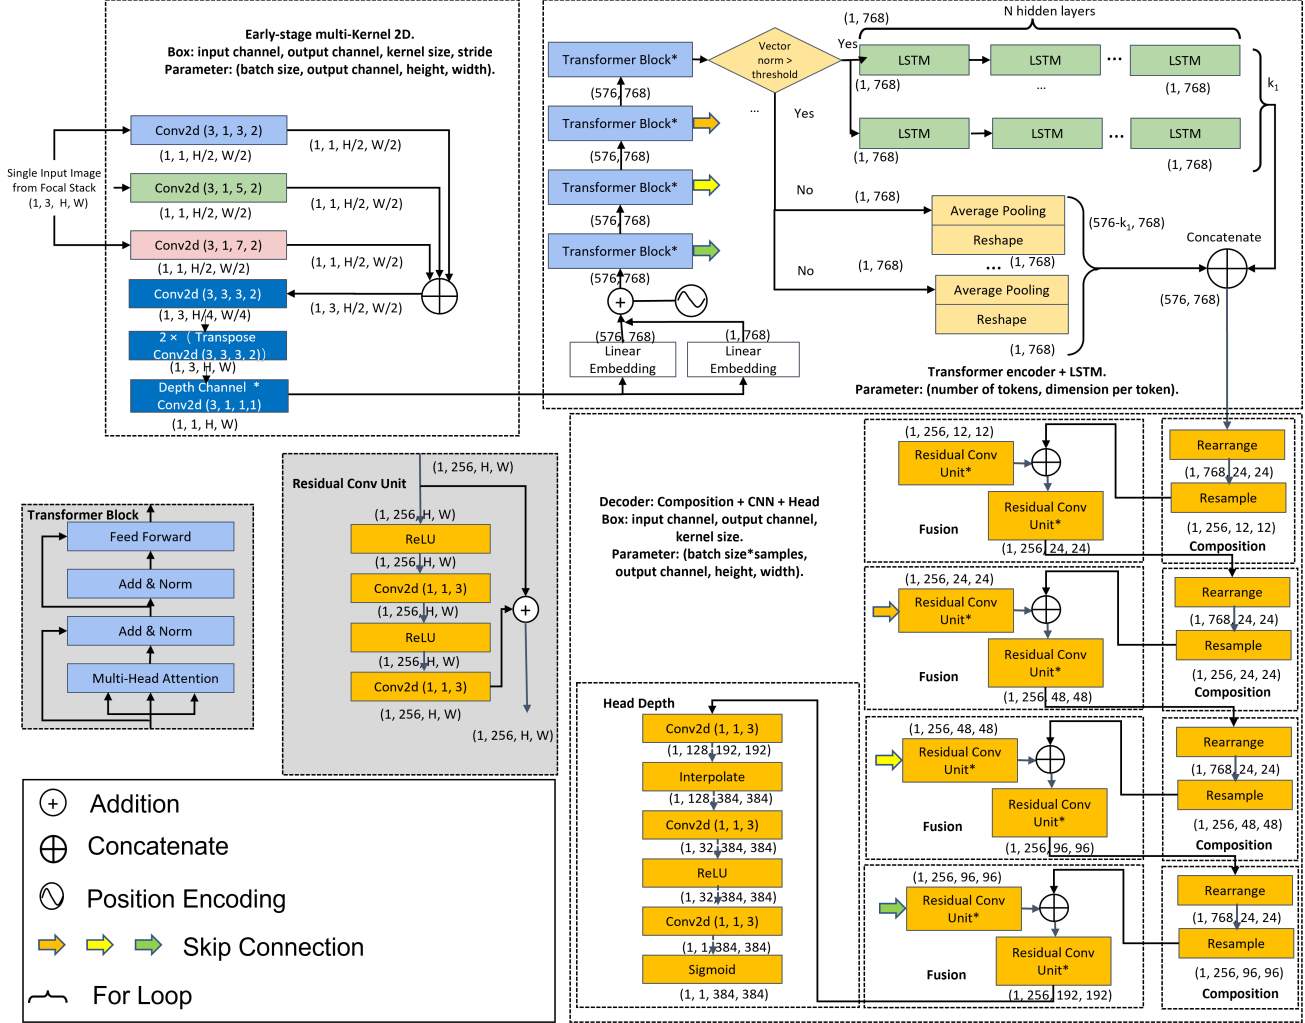 Early-stage multi-Kernel 2D.
Box: input channel, output channel, kernel size, stride
Parameter: (batch size, output channel, height, width).
Single Input Image
from Focal Stack
(1, 3, H, W)
Conv2d (3, 1, 3, 2)
(1, 1, H/2, W/2)
(1, 1, H/2, W/2)
Conv2d (3, 1, 5, 2)
(1, 1, H/2, W/2)
(1, 1, H/2, W/2)
Conv2d (3, 1, 7, 2)
(1, 1, H/2, W/2)
(1, 1, H/2, W/2)
Conv2d (3, 3, 3, 2)
(1, 3, H/2, W/2)
(1, 3, H/4, W/4)
2 × ( Transpose
Conv2d (3, 3, 3, 2))
(1, 3, H, W)
Depth Channel *
Conv2d (3, 1, 1,1)
(1, 1, H, W)
Transformer Block*
(576, 768)
Transformer Block*
(576, 768)
Transformer Block*
(576, 768)
Transformer Block*
(576, 768)
(576, 768)
Linear
Embedding
(1, 768)
Linear
Embedding
Vector
norm >
threshold
...
Yes
Yes
No
No
(1, 768)
N hidden layers
LSTM
LSTM
...
LSTM
(1, 768)
...
(1, 768)
k1
LSTM
LSTM
...
LSTM
(1, 768)
(1, 768)
(1, 768)
Average Pooling
Reshape
... (1, 768)
(1, 768)
Average Pooling
Reshape
(1, 768)
(576-k1, 768)
Concatenate
(576, 768)
Transformer encoder + LSTM.
Parameter: (number of tokens, dimension per token).
Transformer Block
Feed Forward
Add & Norm
Add & Norm
Multi-Head Attention
Residual Conv Unit
(1, 256, H, W)
(1, 256, H, W)
ReLU
(1, 256, H, W)
Conv2d (1, 1, 3)
(1, 256, H, W)
ReLU
(1, 256, H, W)
Conv2d (1, 1, 3)
(1, 256, H, W)
(1, 256, H, W)
Decoder: Composition + CNN + Head
Box: input channel, output channel,
kernel size.
Parameter: (batch size*samples,
output channel, height, width).
(1, 256, 12, 12)
Residual Conv
Unit*
Residual Conv
Unit*
Fusion
(1, 256, 24, 24)
Rearrange
(1, 768, 24, 24)
Resample
(1, 256, 12, 12)
Composition
(1, 256, 24, 24)
Residual Conv
Unit*
Residual Conv
Unit*
Fusion
(1, 256, 48, 48)
Rearrange
(1, 768, 24, 24)
Resample
(1, 256, 24, 24)
Composition
(1, 256, 48, 48)
Residual Conv
Unit*
Residual Conv
Unit*
Fusion
(1, 256, 96, 96)
Rearrange
(1, 768, 24, 24)
Resample
(1, 256, 48, 48)
Composition
(1, 256, 96, 96)
Residual Conv
Unit*
Residual Conv
Unit*
Fusion
(1, 256, 192, 192)
Rearrange
(1, 768, 24, 24)
Resample
(1, 256, 96, 96)
Composition
Head Depth
Conv2d (1, 1, 3)
(1, 128, 192, 192)
Interpolate
(1, 128, 384, 384)
Conv2d (1, 1, 3)
(1, 32, 384, 384)
ReLU
(1, 32, 384, 384)
Conv2d (1, 1, 3)
(1, 1, 384, 384)
Sigmoid
(1, 1, 384, 384)
Addition
Concatenate
Position Encoding
Skip Connection
For Loop